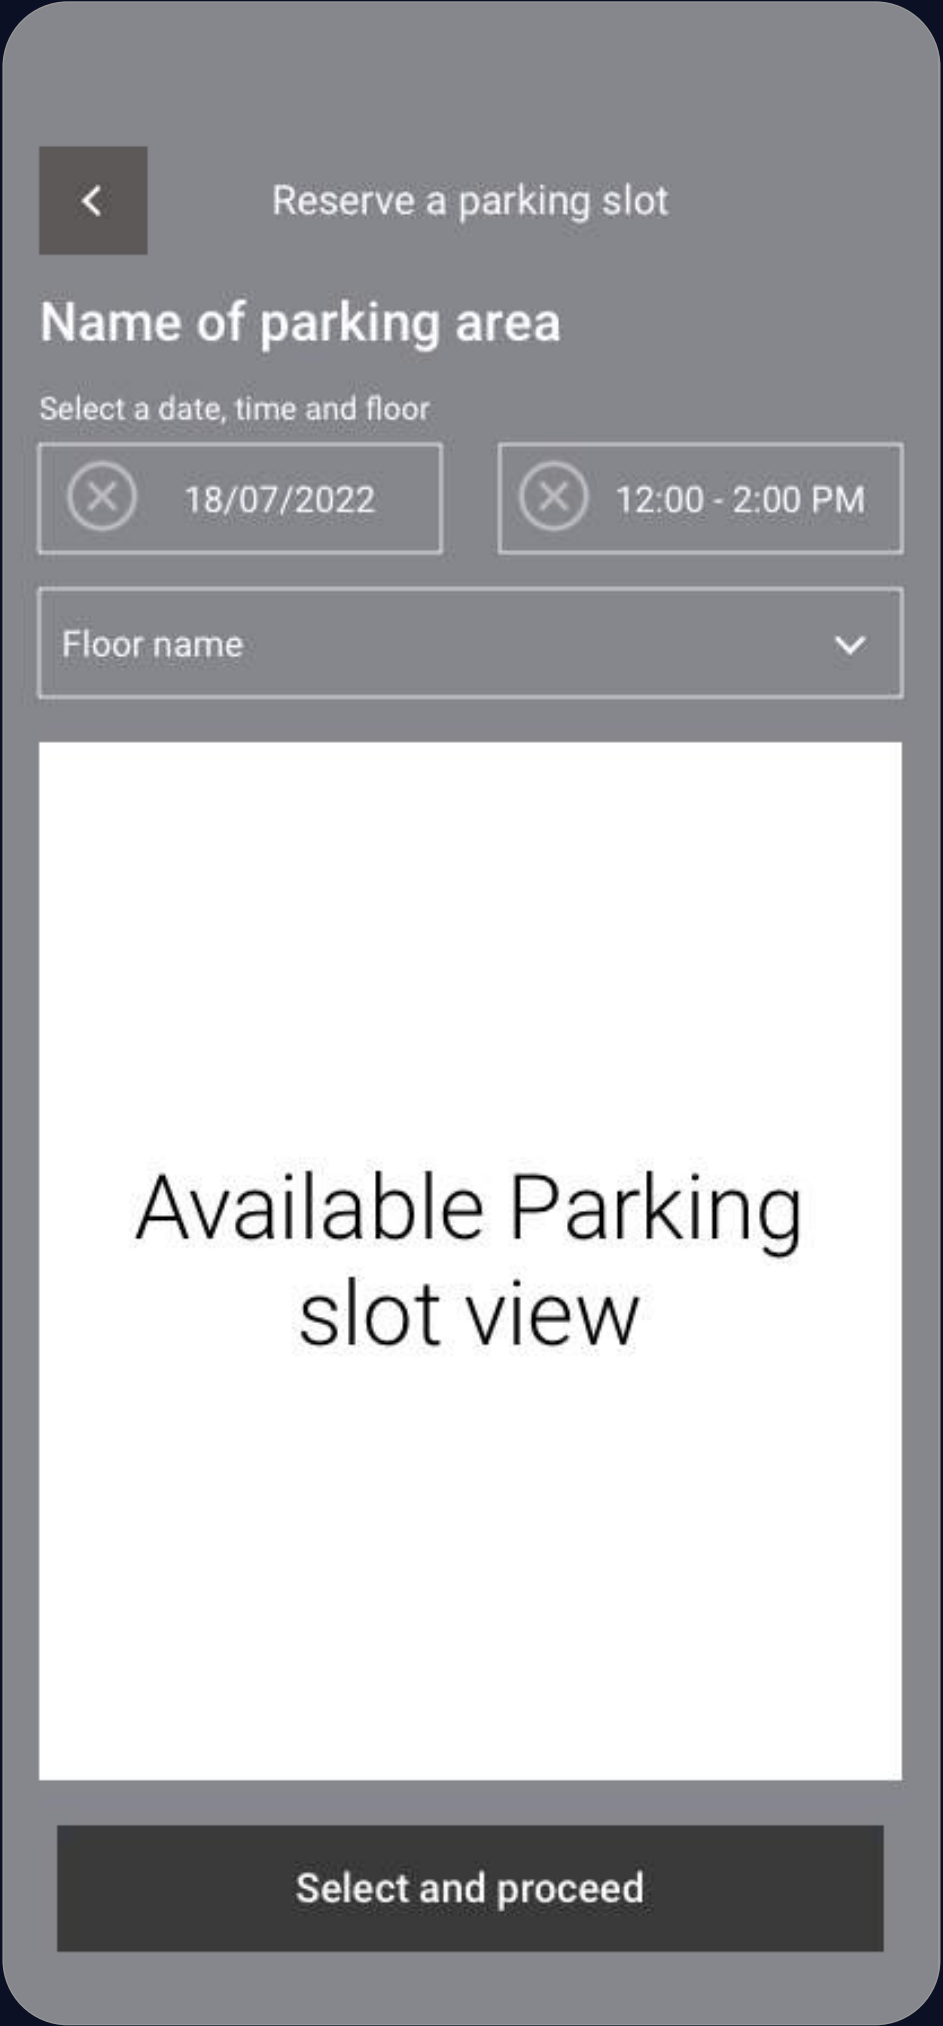 Reserve a parking slot
Name of parking area
Select a date, time and floor
18/07/2022
12:00 - 2:00 PM
Floor name
Available Parking
slot view
Select and proceed